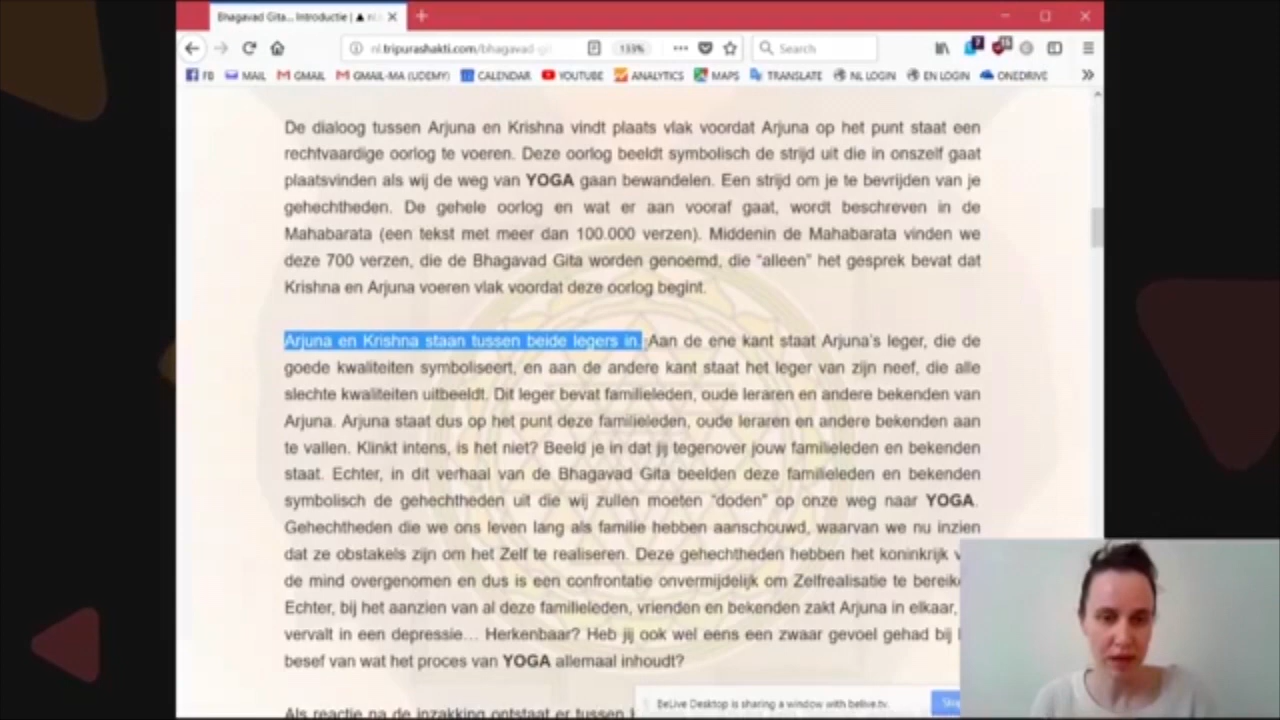 Bhagavad Gita... Introductie | ▲ nl.
nl.tripurashakti.com/bhagavad-g
133%
Search
FB MAIL GMAIL GMAIL-MA (UDEMY) CALENDAR YOUTUBE ANALYTICS MAPS TRANSLATE NL LOGIN EN LOGIN ONEDRIVE
De dialoog tussen Arjuna en Krishna vindt plaats vlak voordat Arjuna op het punt staat een
rechtvaardige oorlog te voeren. Deze oorlog beeldt symbolisch de strijd uit die in onszelf gaat
plaatsvinden als wij de weg van YOGA gaan bewandelen. Een strijd om je te bevrijden van je
gehechtheden. De gehele oorlog en wat er aan vooraf gaat, wordt beschreven in de
Mahabarata (een tekst met meer dan 100.000 verzen). Middenin de Mahabarata vinden we
deze 700 verzen, die de Bhagavad Gita worden genoemd, die “alleen” het gesprek bevat dat
Krishna en Arjuna voeren vlak voordat deze oorlog begint.
Arjuna en Krishna staan tussen beide legers in. Aan de ene kant staat Arjuna’s leger, die de
goede kwaliteiten symboliseert, en aan de andere kant staat het leger van zijn neef, die alle
slechte kwaliteiten uitbeeldt. Dit leger bevat familieleden, oude leraren en andere bekenden van
Arjuna. Arjuna staat dus op het punt deze familieleden, oude leraren en andere bekenden aan
te vallen. Klinkt intens, is het niet? Beeld je in dat jij tegenover jouw familieleden en bekenden
staat. Echter, in dit verhaal van de Bhagavad Gita beelden deze familieleden en bekenden
symbolisch de gehechtheden uit die wij zullen moeten “doden” op onze weg naar YOGA.
Gehechtheden die we ons leven lang als familie hebben aanschouwd, waarvan we nu inzien
dat ze obstakels zijn om het Zelf te realiseren. Deze gehechtheden hebben het koninkrijk v
de mind overgenomen en dus is een confrontatie onvermijdelijk om Zelfrealisatie te bereik
Echter, bij het aanzien van al deze familieleden, vrienden en bekenden zakt Arjuna in elkaar,
vervalt in een depressie… Herkenbaar? Heb jij ook wel eens een zwaar gevoel gehad bij
besef van wat het proces van YOGA allemaal inhoudt?
Als reactie na de inzakking ontstaat er tussen
BeLive Desktop is sharing a window with belive.tv.